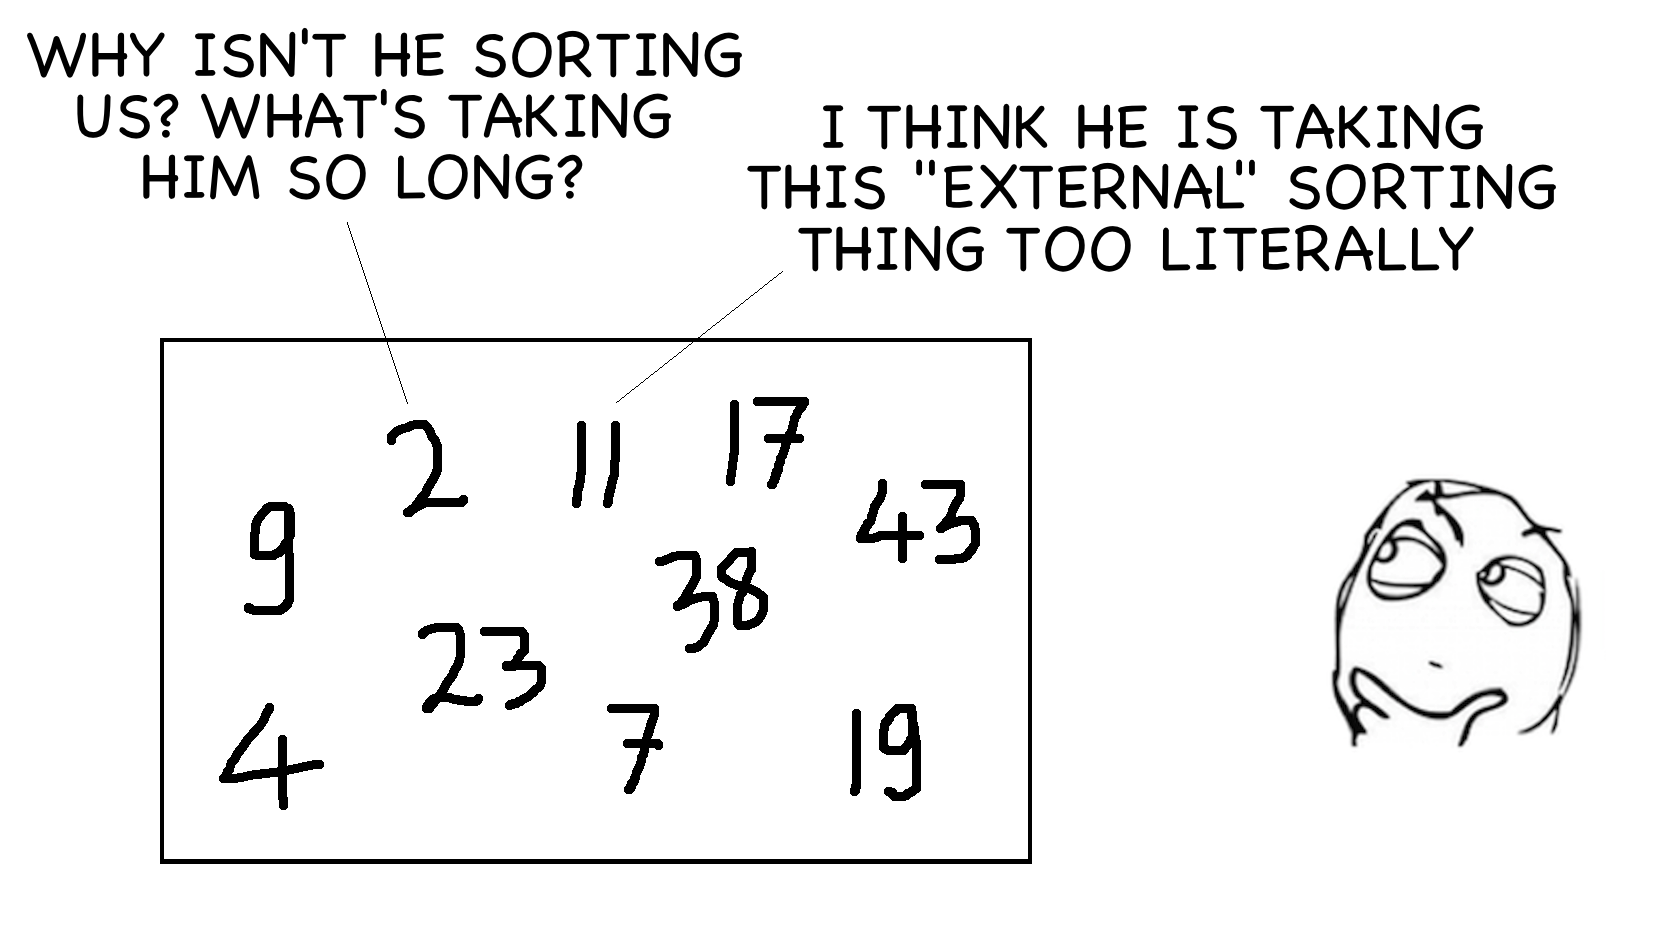 WHY ISN'T HE SORTING
US? WHAT'S TAKING
HIM SO LONG?
I THINK HE IS TAKING
THIS "EXTERNAL" SORTING
THING TOO LITERALLY
2 11 17
9 43
38
23
4 7 19